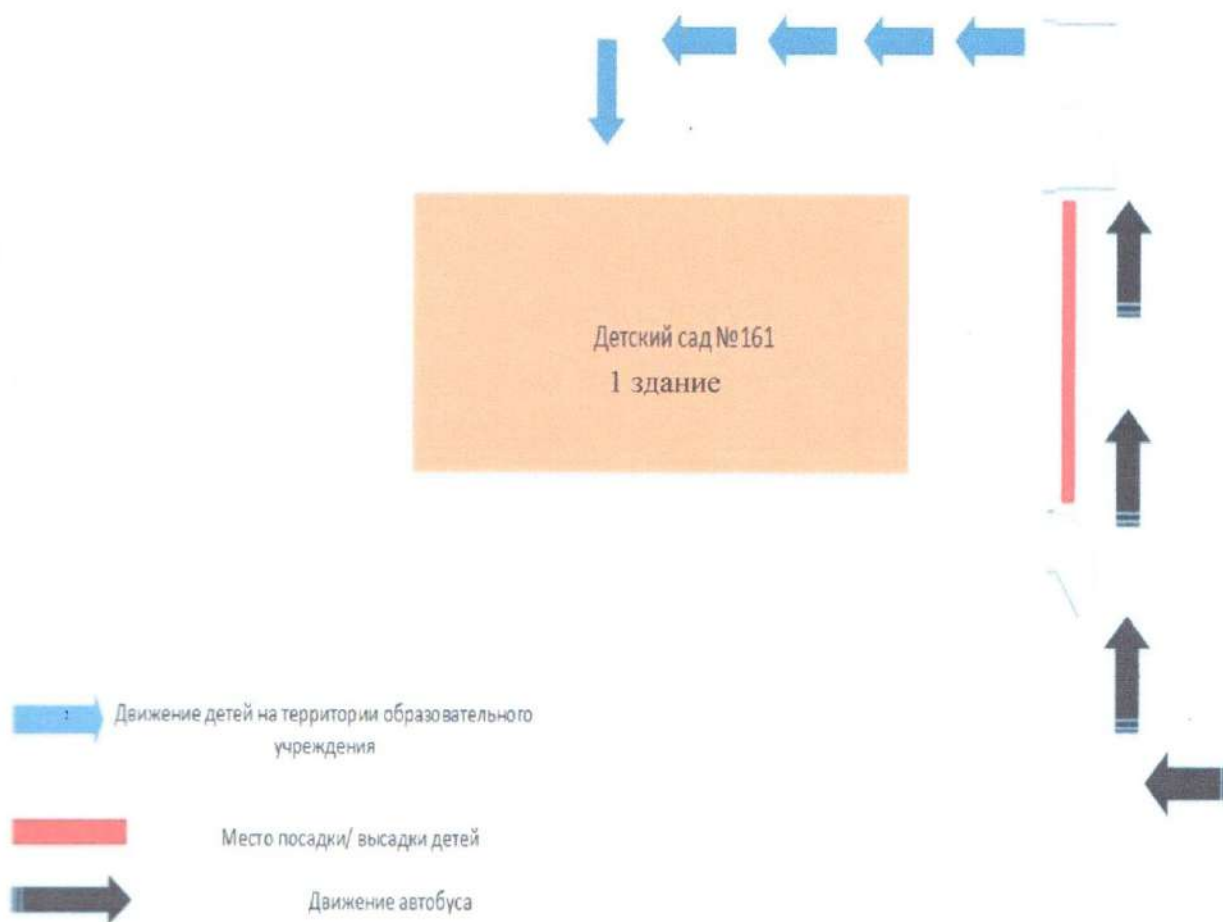 Детский сад №161
1 здание
Движение детей на территории образовательного
учреждения
Место посадки/ высадки детей
Движение автобуса